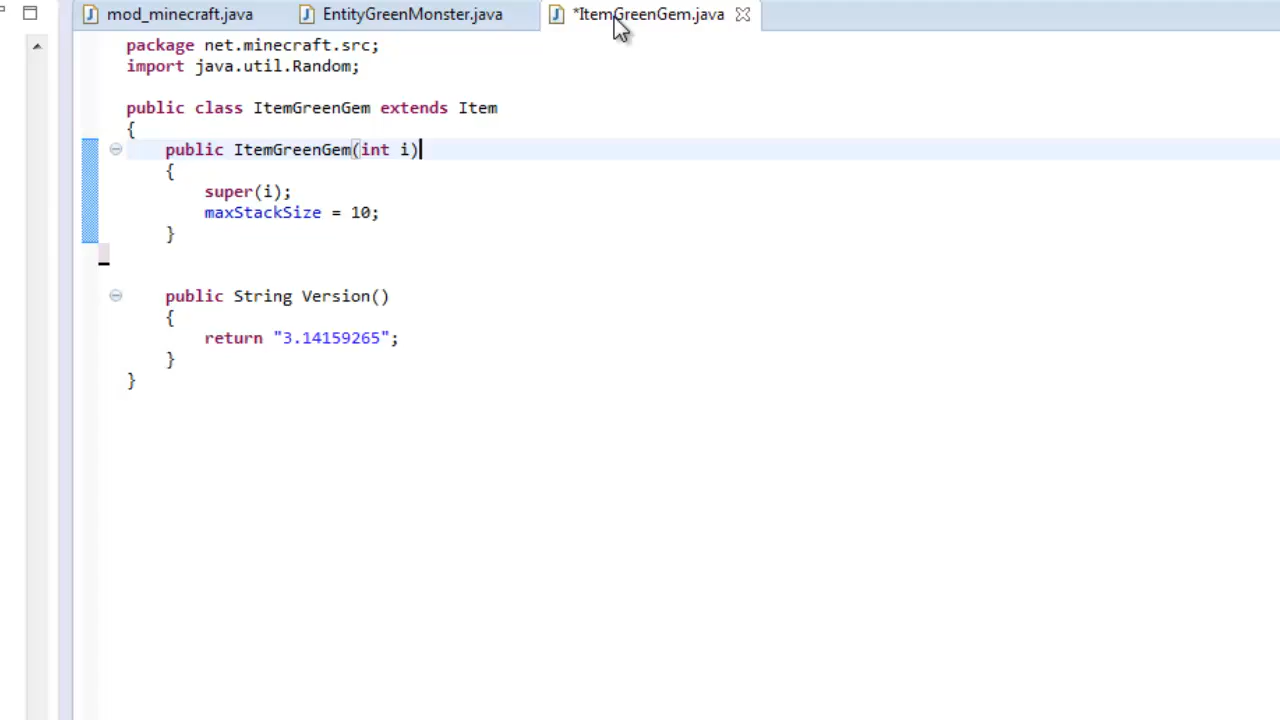 mod_minecraft.java EntityGreenMonster.java *ItemGreenGem.java
package net.minecraft.src;
import java.util.Random;
public class ItemGreenGem extends Item
{
public ItemGreenGem(int i)
{
super(i);
maxStackSize = 10;
}
public String Version()
{
return "3.14159265";
}
}